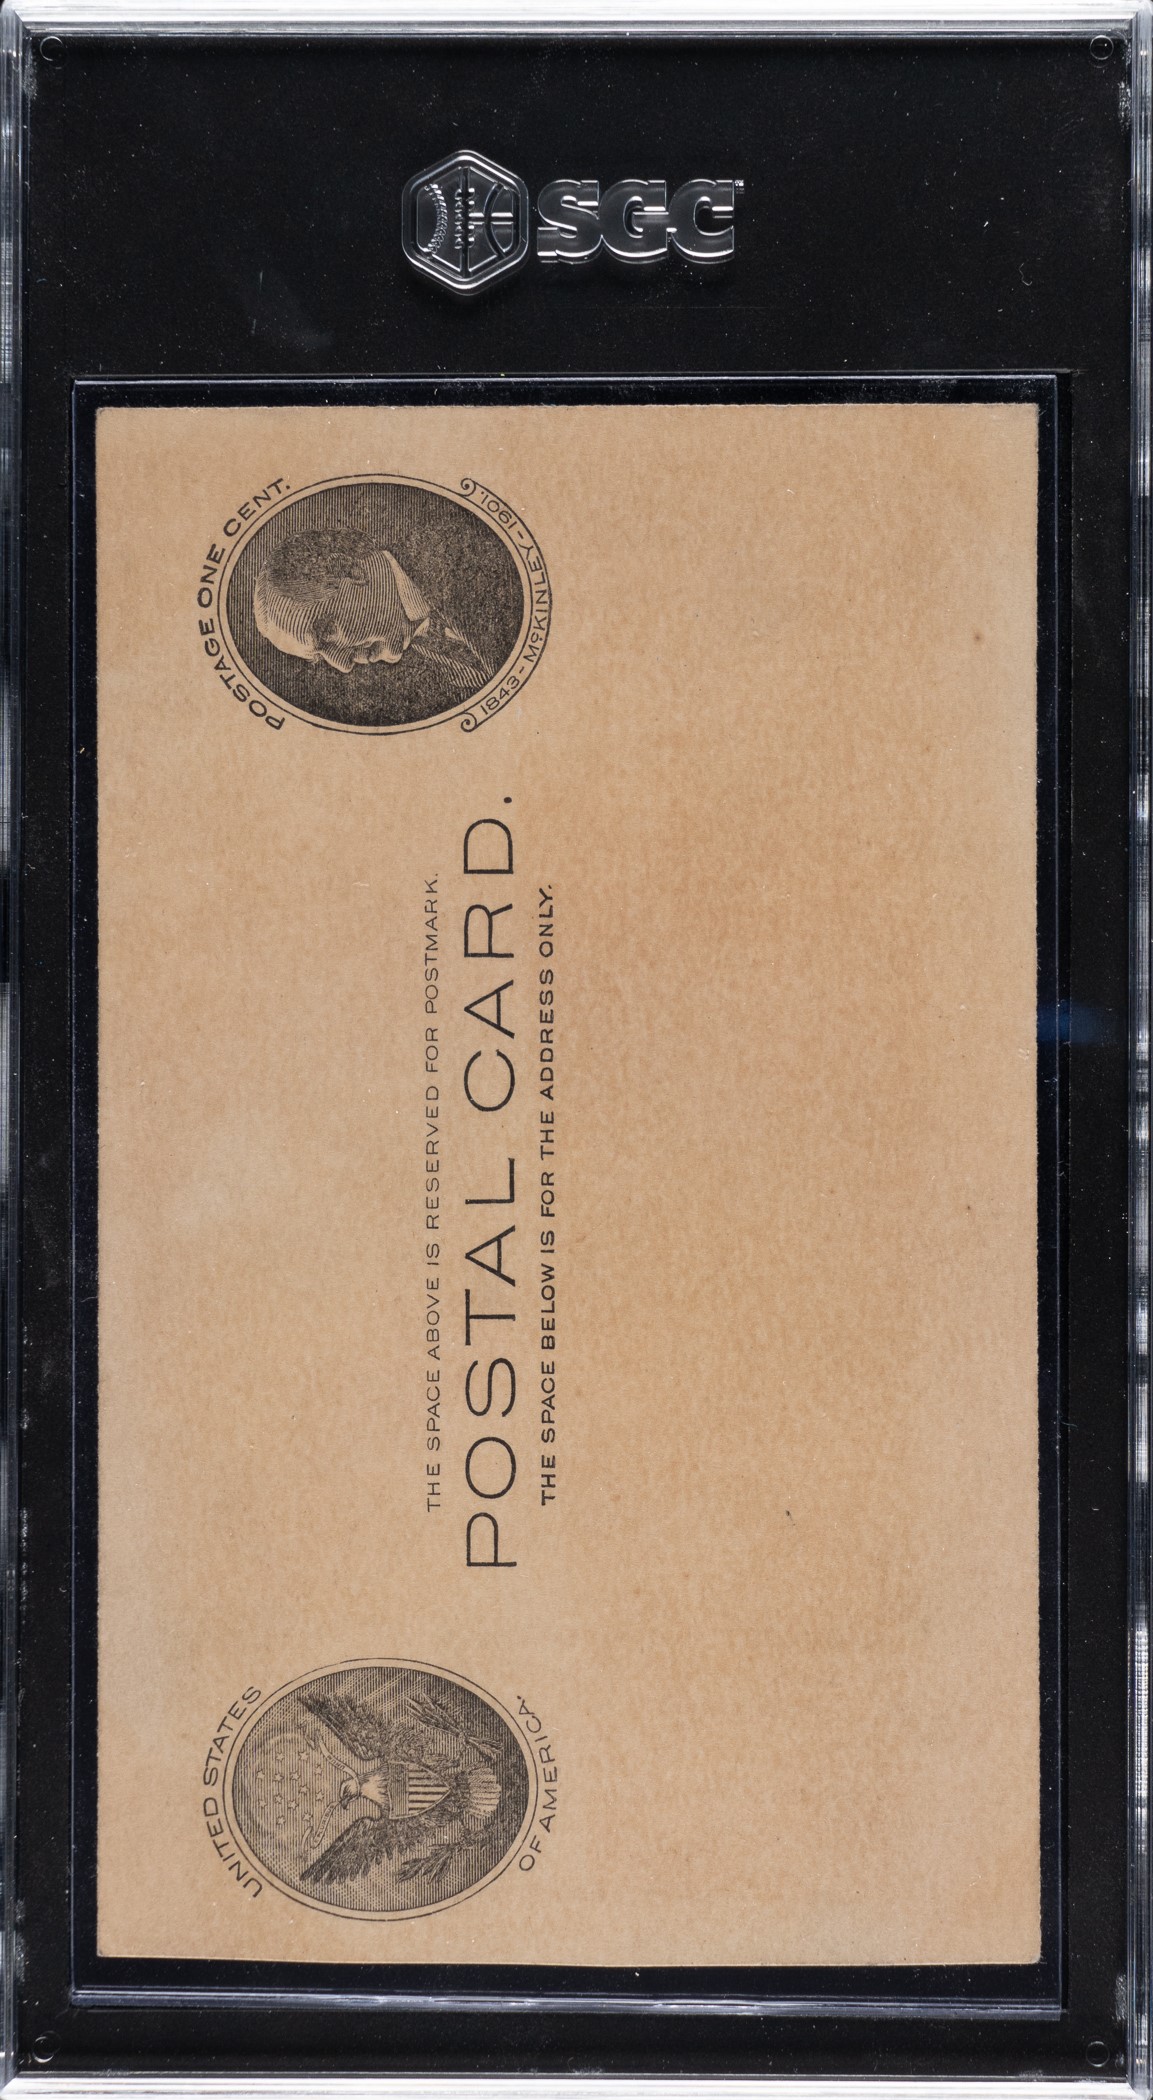 SGC™
UNITED STATES
OF AMERICA.
POSTAGE ONE CENT.
1843 - McKINLEY - 1901.
THE SPACE ABOVE IS RESERVED FOR POSTMARK.
POSTAL CARD.
THE SPACE BELOW IS FOR THE ADDRESS ONLY.